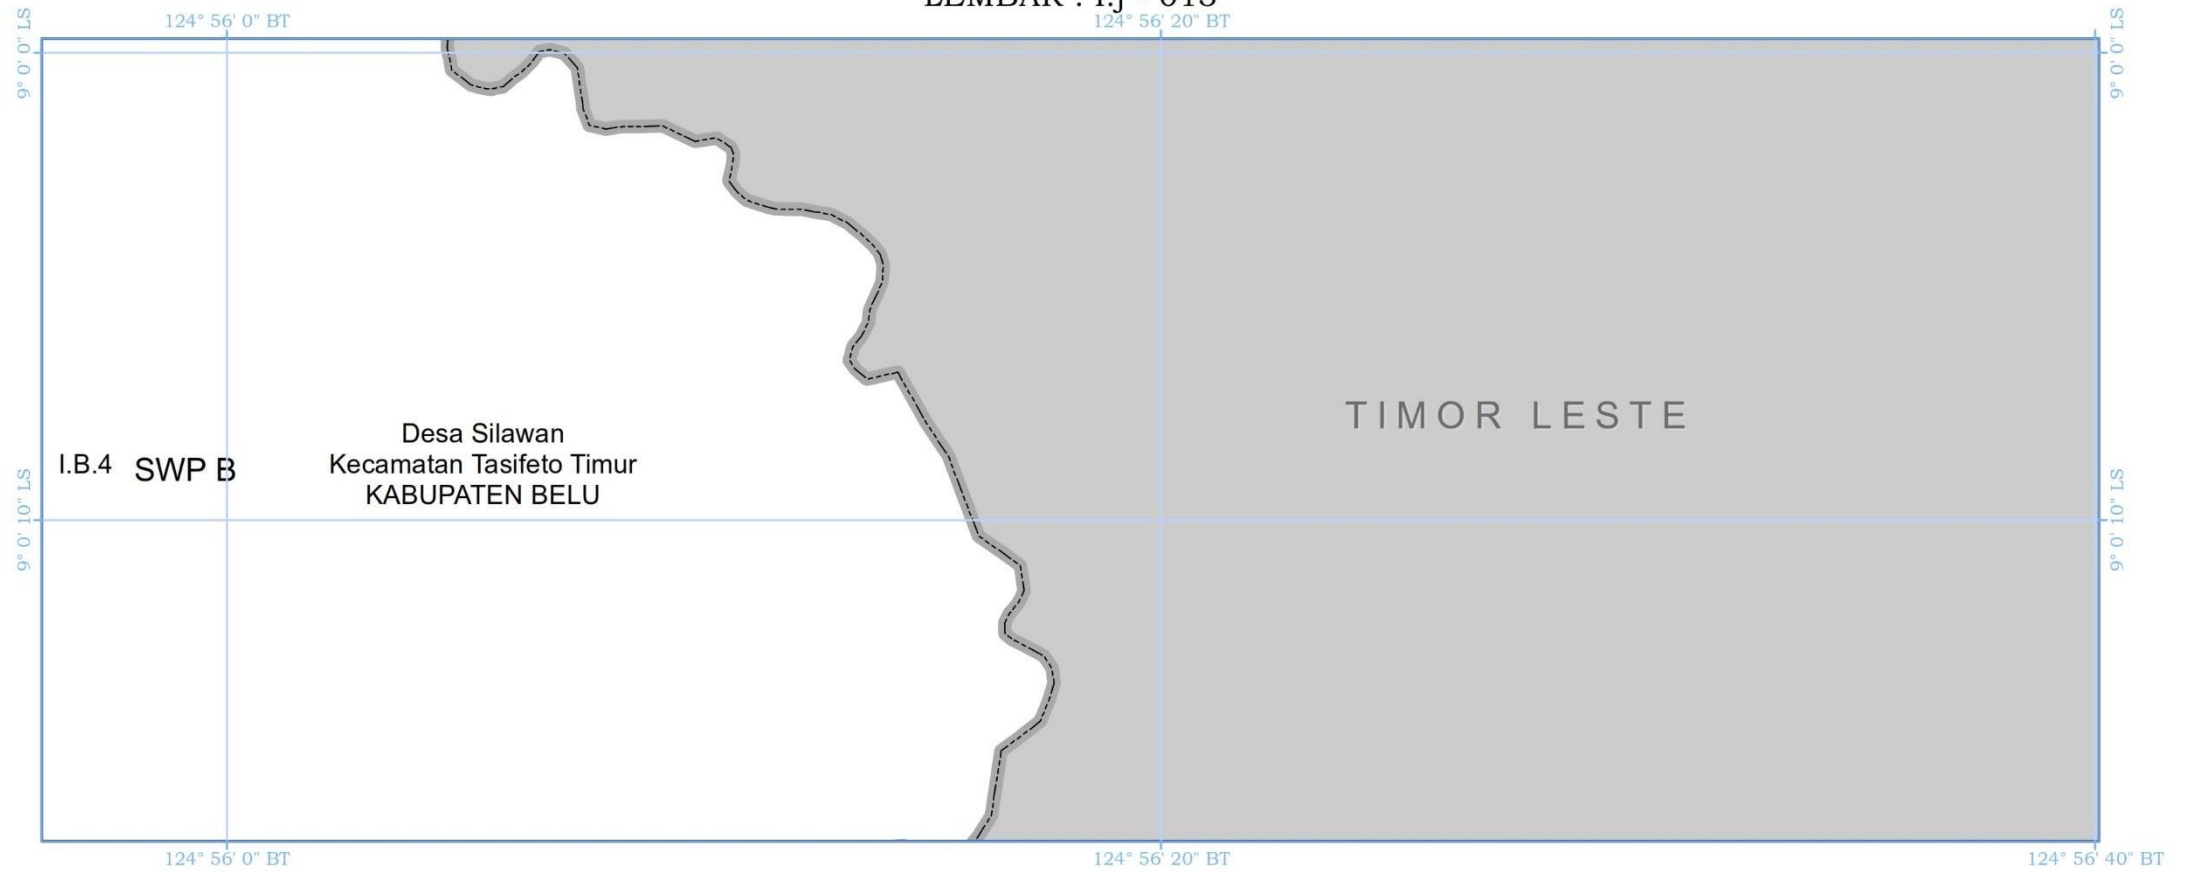 124° 56' 0" BT
124° 56' 20" BT
9° 0' 0" LS
9° 0' 0" LS
TIMOR LESTE
Desa Silawan
I.B.4 SWP B
Kecamatan Tasifeto Timur
KABUPATEN BELU
9° 0' 10" LS
9° 0' 10" LS
124° 56' 0" BT
124° 56' 20" BT
124° 56' 40" BT